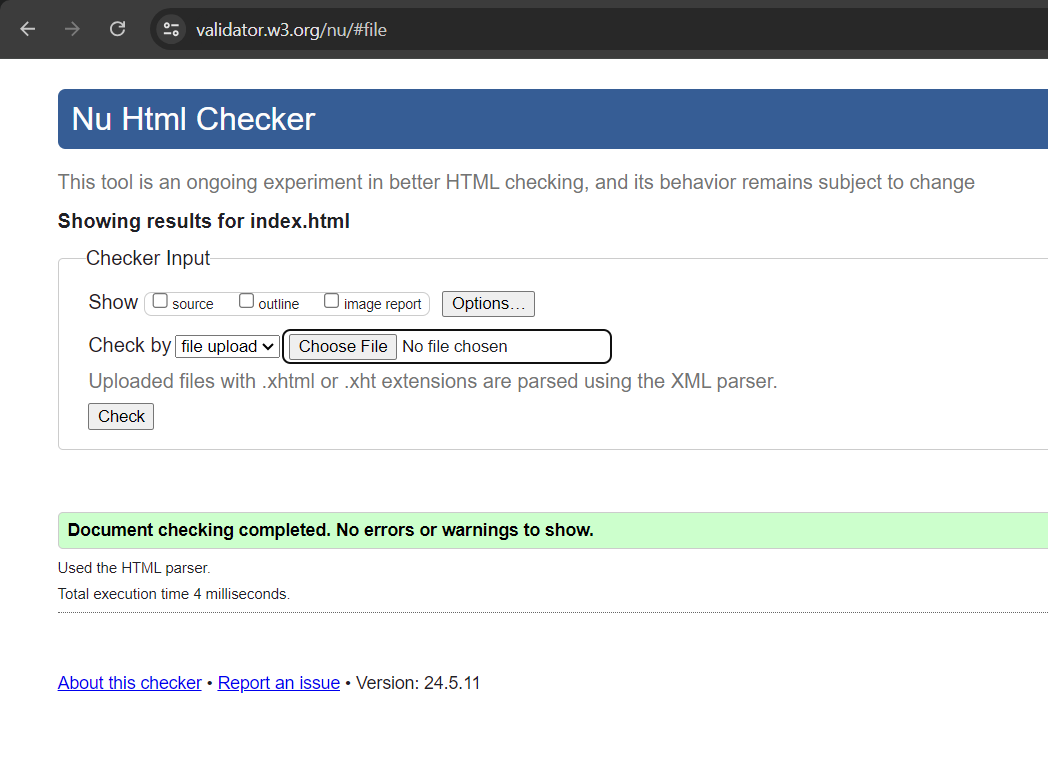 validator.w3.org/nu/#file
Nu Html Checker
This tool is an ongoing experiment in better HTML checking, and its behavior remains subject to change
Showing results for index.html
Checker Input
Show source outline image report Options...
Check by file upload Choose File No file chosen
Uploaded files with .xhtml or .xht extensions are parsed using the XML parser.
Check
Document checking completed. No errors or warnings to show.
Used the HTML parser.
Total execution time 4 milliseconds.
About this checker • Report an issue • Version: 24.5.11